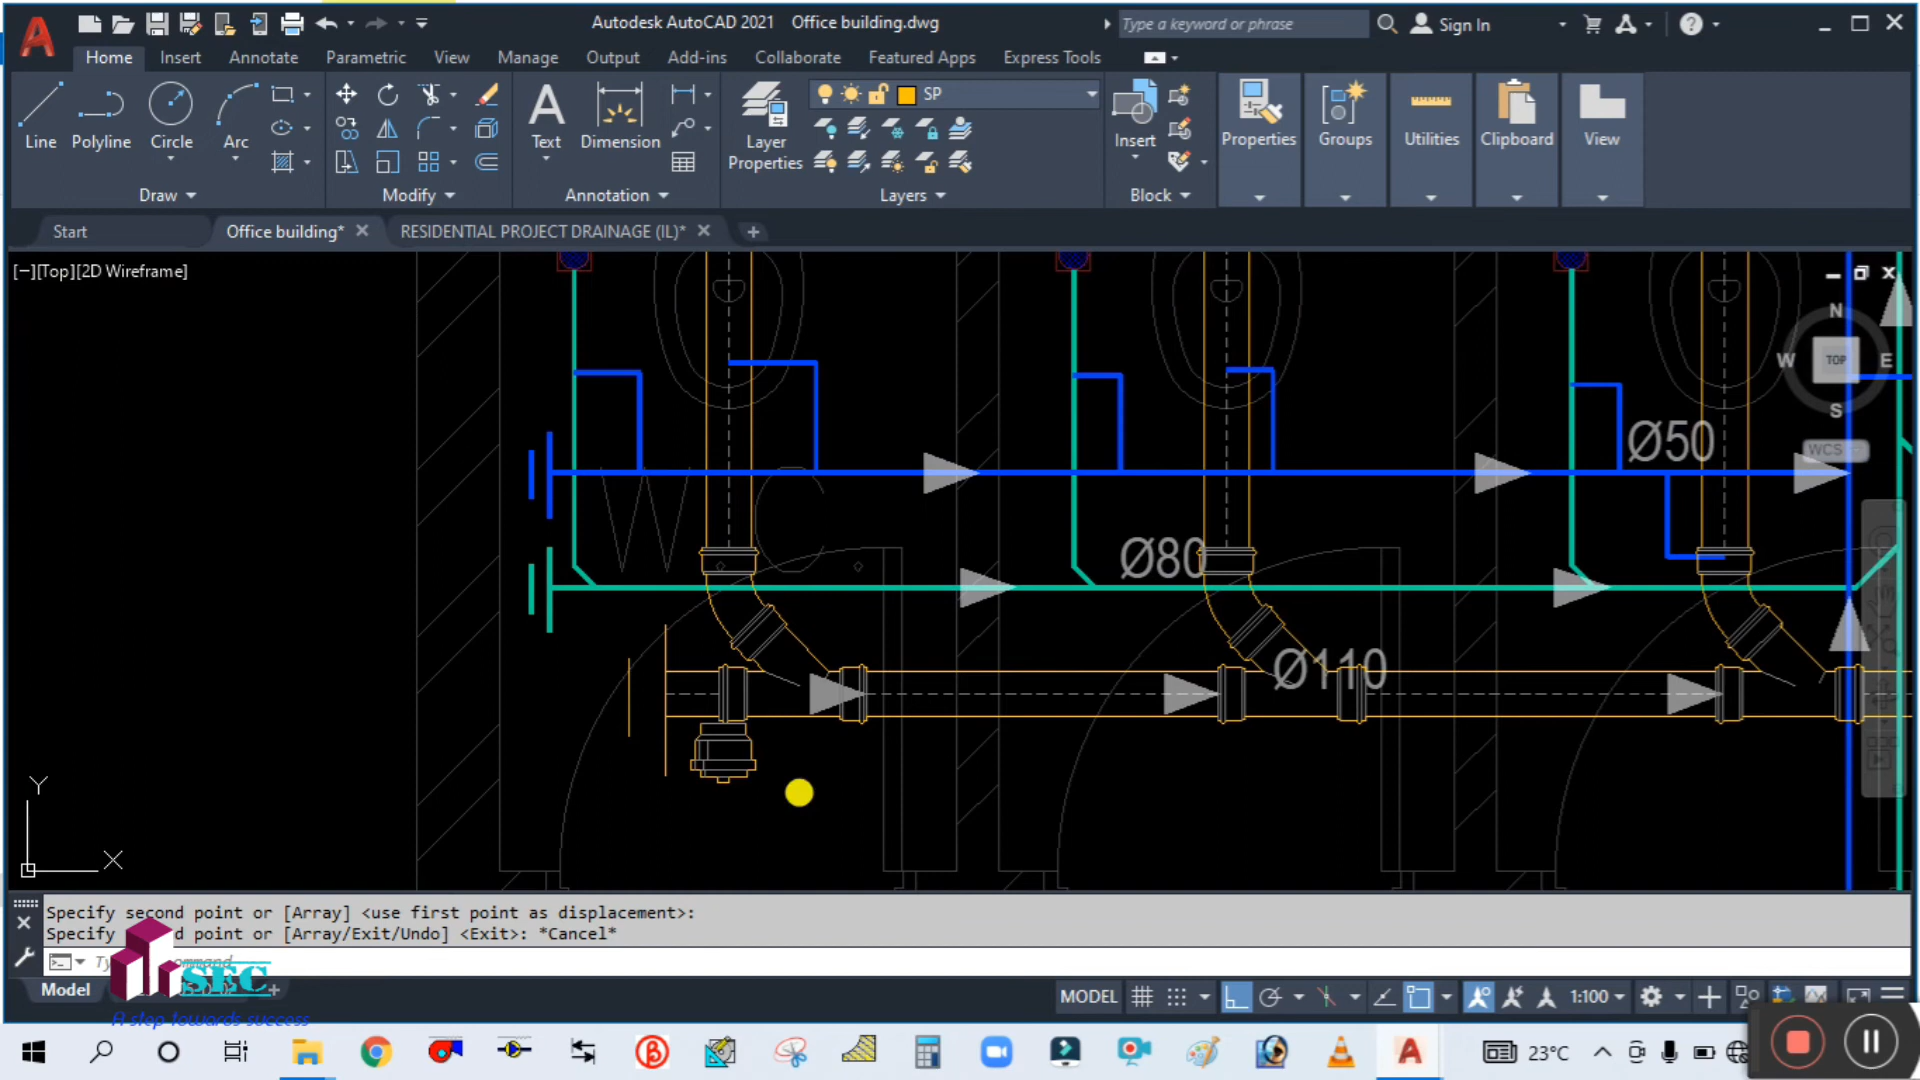 Autodesk AutoCAD 2021 Office building.dwg
Type a keyword or phrase
Sign In
Home Insert Annotate Parametric View Manage Output Add-ins Collaborate Featured Apps Express Tools
Line Polyline Circle Arc
Text Dimension
Layer Properties
SP
Insert
Properties Groups Utilities Clipboard View
Draw Modify Annotation Layers Block
Start Office building* RESIDENTIAL PROJECT DRAINAGE (IL)*
[−][Top][2D Wireframe]
N
W TOP E
S
WCS
Ø50
W C
Ø80
Ø110
Y
X
Specify second point or [Array] <use first point as displacement>:
Specify second point or [Array/Exit/Undo] <Exit>: *Cancel*
SEC
Model
MODEL
1:100
A step towards success
23°C